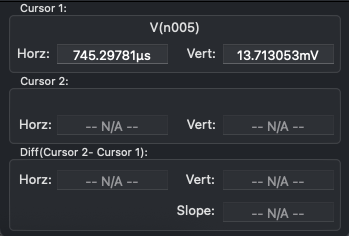 Cursor 1:
V(n005)
Horz: 745.29781µs Vert: 13.713053mV
Cursor 2:
Horz: -- N/A -- Vert: -- N/A --
Diff(Cursor 2- Cursor 1):
Horz: -- N/A -- Vert: -- N/A --
Slope: -- N/A --